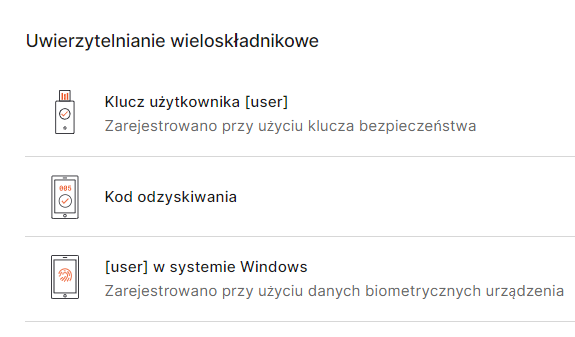 Uwierzytelnianie wieloskładnikowe
Klucz użytkownika [user]
Zarejestrowano przy użyciu klucza bezpieczeństwa
005
Kod odzyskiwania
[user] w systemie Windows
Zarejestrowano przy użyciu danych biometrycznych urządzenia